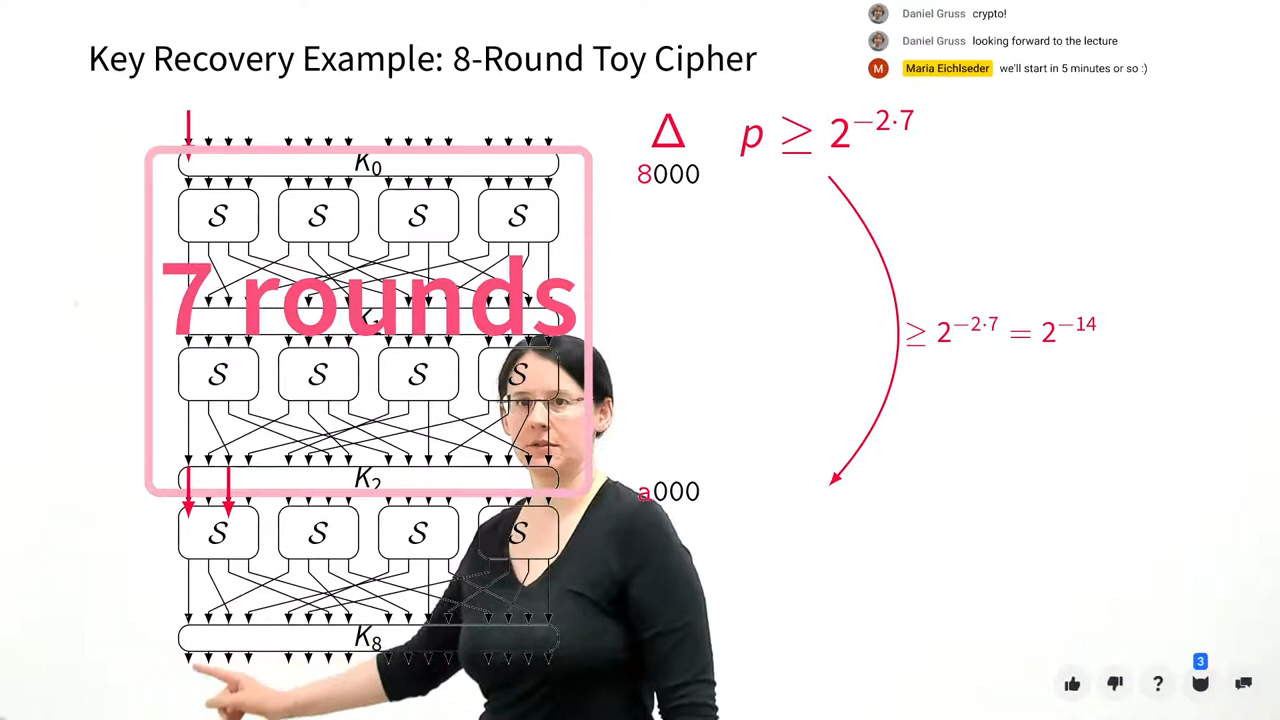 Daniel Gruss crypto!
Daniel Gruss looking forward to the lecture
M Maria Eichlseder we'll start in 5 minutes or so :)
Key Recovery Example: 8-Round Toy Cipher
Δ p ≥ 2^{−2·7}
K₀
8000
S S S S
7 rounds
≥ 2^{−2·7} = 2^{−14}
S S S S
K₂
a000
S S S S
K₈
3
?